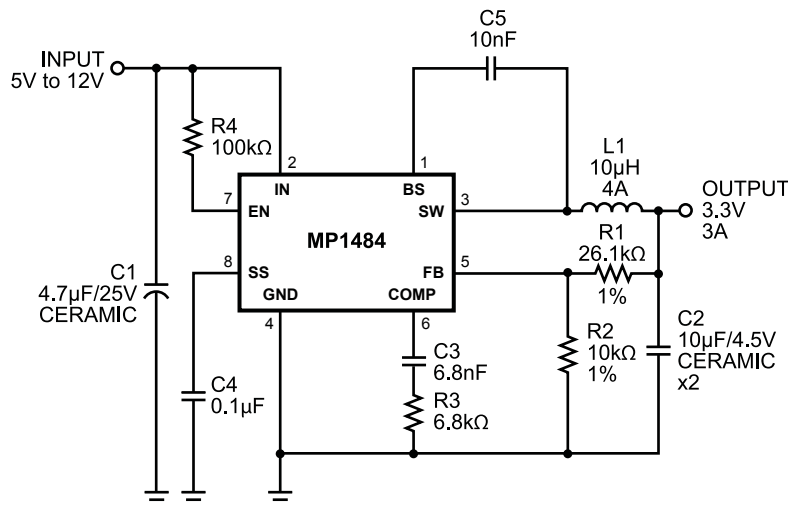 C5
10nF
INPUT
5V to 12V
R4
100kΩ
2
1
L1
10µH
4A
IN
BS
7
EN
SW
3
OUTPUT
3.3V
3A
MP1484
R1
26.1kΩ
1%
8
SS
FB
5
C1
4.7µF/25V
CERAMIC
GND
COMP
4
6
R2
10kΩ
1%
C2
10µF/4.5V
CERAMIC
x2
C3
6.8nF
C4
0.1µF
R3
6.8kΩ